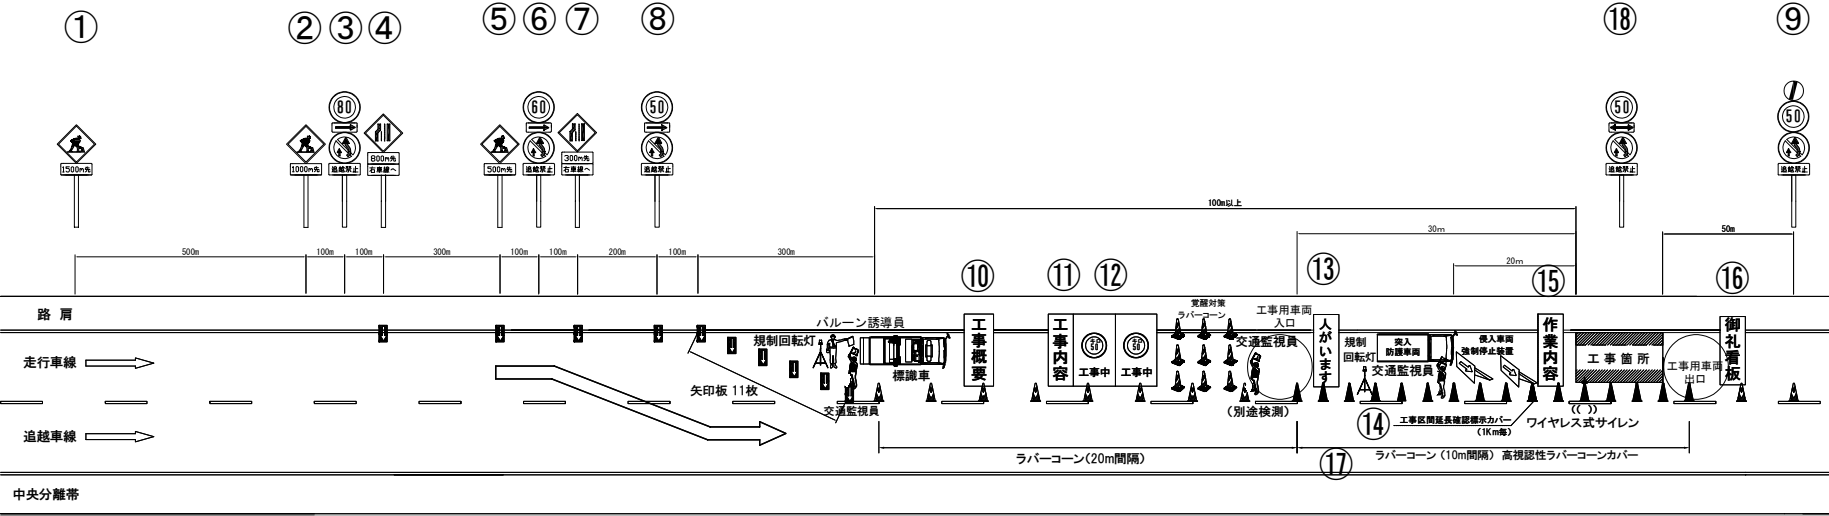 ① ② ③ ④ ⑤ ⑥ ⑦ ⑧ ⑱ ⑨
80
60
50
50
50
1500m先
1000m先
追越禁止
800m先
右車線へ
500m先
追越禁止
300m先
右車線へ
追越禁止
追越禁止
追越禁止
100m以上
30m
50m
20m
500m 100m 100m 300m 100m 100m 200m 100m 300m
⑩ ⑪ ⑫ ⑬ ⑮ ⑯
路肩
走行車線
追越車線
中央分離帯
矢印板 11枚
規制回転灯
バルーン誘導員
交通監視員
標識車
工事概要
工事内容
50
工事中
50
工事中
覚醒対策
ラバーコーン
工事用車両
入口
交通監視員
(別途検測)
人がいます
規制
回転灯
突入
防護車両
交通監視員
侵入車両
強制停止装置
作業内容
工事箇所
工事用車両
出口
御礼看板
⑭
工事区間延長確認標示カバー
(1Km毎)
ワイヤレス式サイレン
ラバーコーン(20m間隔)
⑰
ラバーコーン(10m間隔) 高視認性ラバーコーンカバー